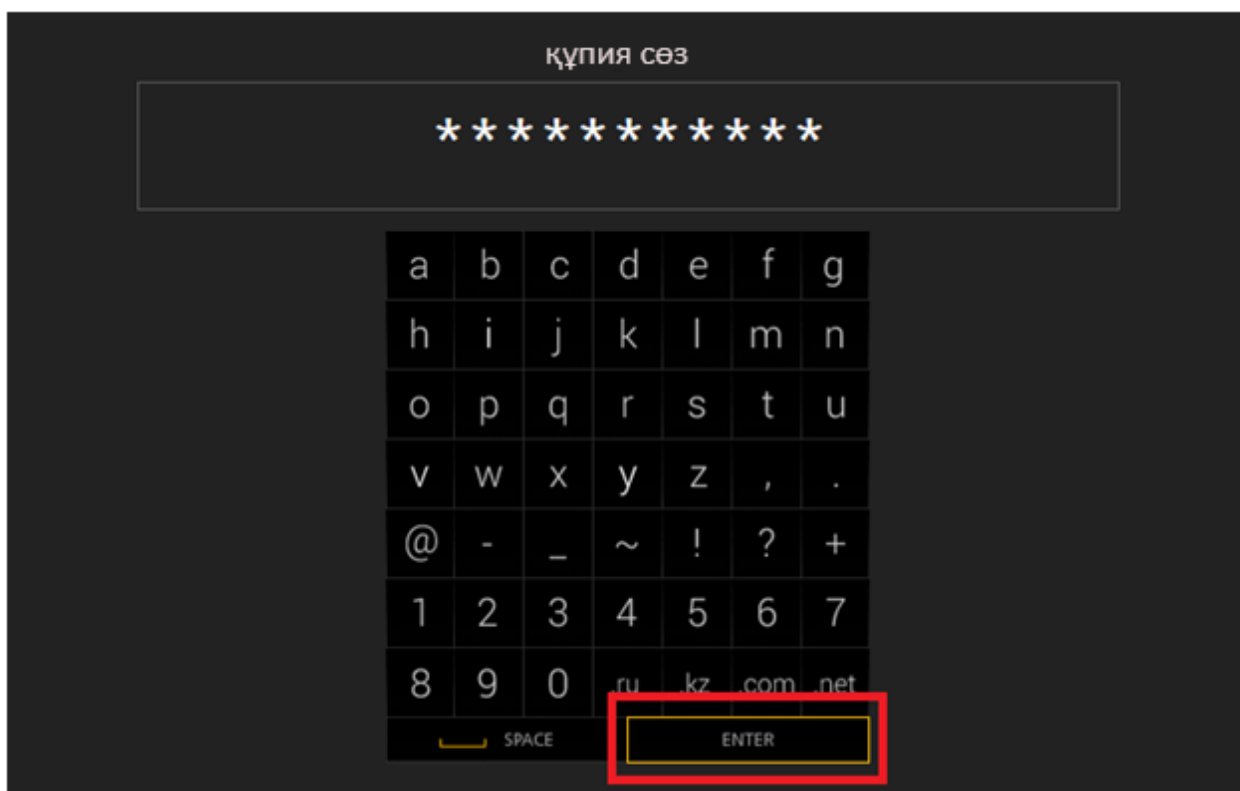 құпия сөз
***********
a b c d e f g
h i j k l m n
o p q r s t u
v w x y z , .
@ - _ ~ ! ? +
1 2 3 4 5 6 7
8 9 0 .ru .kz .com .net
SPACE ENTER